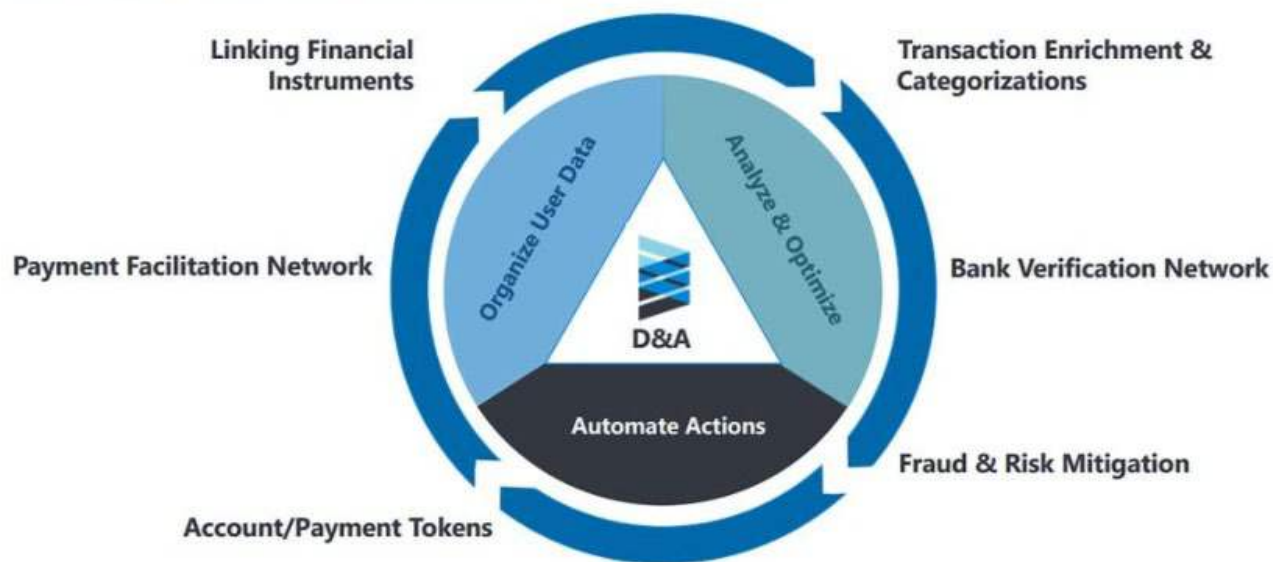 Linking Financial
Instruments
Transaction Enrichment &
Categorizations
Organize User Data
Analyze & Optimize
Payment Facilitation Network
Bank Verification Network
D&A
Automate Actions
Fraud & Risk Mitigation
Account/Payment Tokens